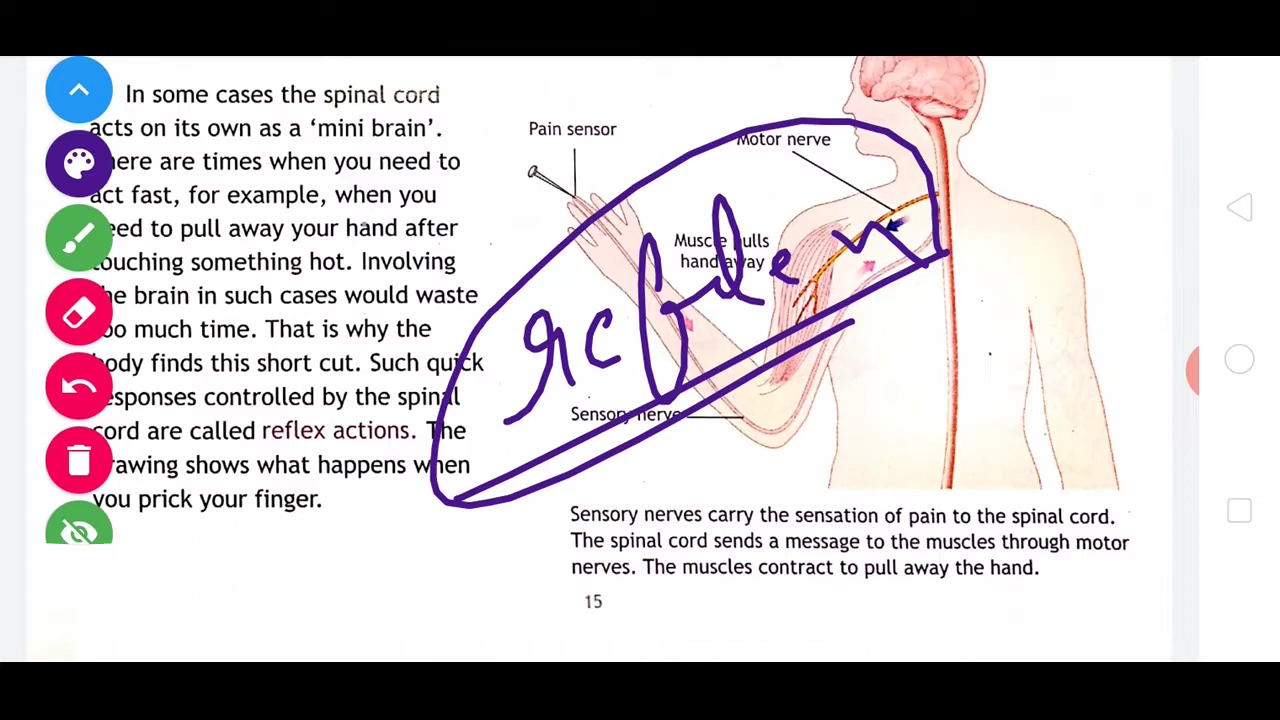 In some cases the spinal cord
acts on its own as a ‘mini brain’.
here are times when you need to
act fast, for example, when you
eed to pull away your hand after
touching something hot. Involving
he brain in such cases would waste
oo much time. That is why the
body finds this short cut. Such quick
esponses controlled by the spinal
cord are called reflex actions. The
rawing shows what happens when
you prick your finger.
Pain sensor
Motor nerve
Muscle pulls
hand away
Sensory nerve
Sensory nerves carry the sensation of pain to the spinal cord.
The spinal cord sends a message to the muscles through motor
nerves. The muscles contract to pull away the hand.
15